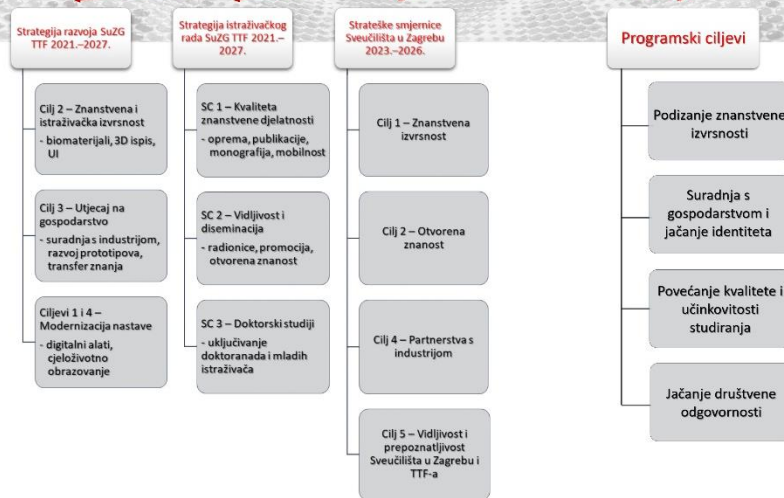 Strategija razvoja SuZG
TTF 2021.–2027.
Cilj 2 – Znanstvena i
istraživačka izvrsnost
- biomaterijali, 3D ispis,
UI
Cilj 3 – Utjecaj na
gospodarstvo
- suradnja s industrijom,
razvoj prototipova,
transfer znanja
Ciljevi 1 i 4 –
Modernizacija nastave
- digitalni alati,
cjeloživotno
obrazovanje
Strategija istraživačkog
rada SuZG TTF 2021.–
2027.
SC 1 – Kvaliteta
znanstvene djelatnosti
- oprema, publikacije,
monografija, mobilnost
SC 2 – Vidljivost i
diseminacija
- radionice, promocija,
otvorena znanost
SC 3 – Doktorski studiji
- uključivanje
doktoranada i mladih
istraživača
Strateške smjernice
Sveučilišta u Zagrebu
2023.–2026.
Cilj 1 – Znanstvena
izvrsnost
Cilj 2 – Otvorena
znanost
Cilj 4 – Partnerstva s
industrijom
Cilj 5 – Vidljivost i
prepoznatljivost
Sveučilišta u Zagrebu i
TTF-a
Programski ciljevi
Podizanje znanstvene
izvrsnosti
Suradnja s
gospodarstvom i
jačanje identiteta
Povećanje kvalitete i
učinkovitosti
studiranja
Jačanje društvene
odgovornosti